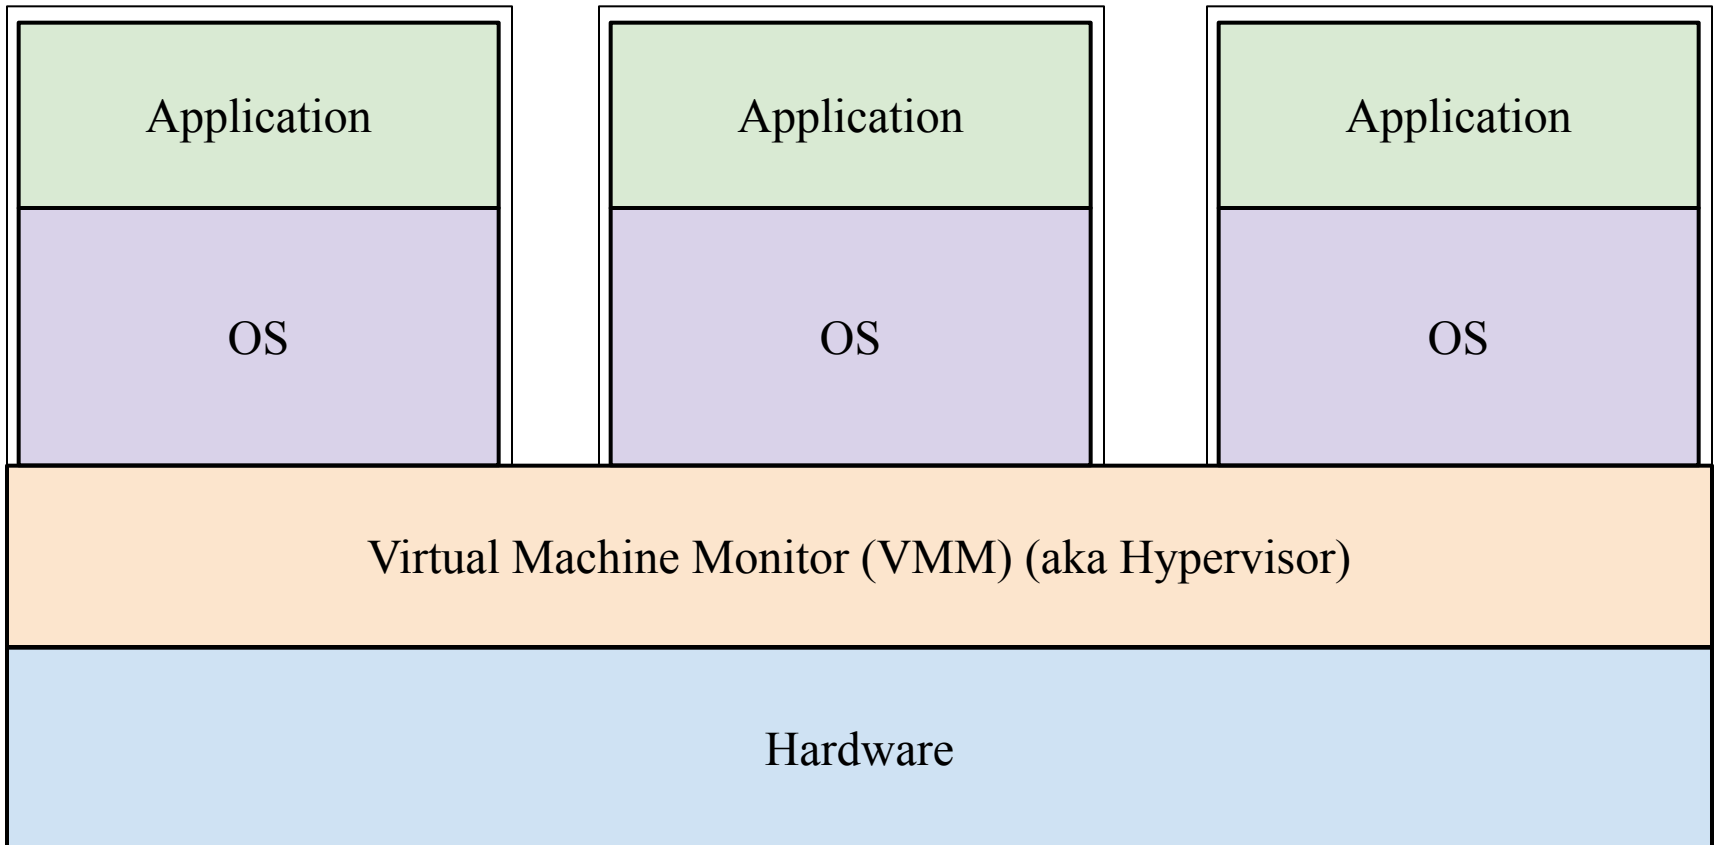 Application
Application
Application
OS
OS
OS
Virtual Machine Monitor (VMM) (aka Hypervisor)
Hardware